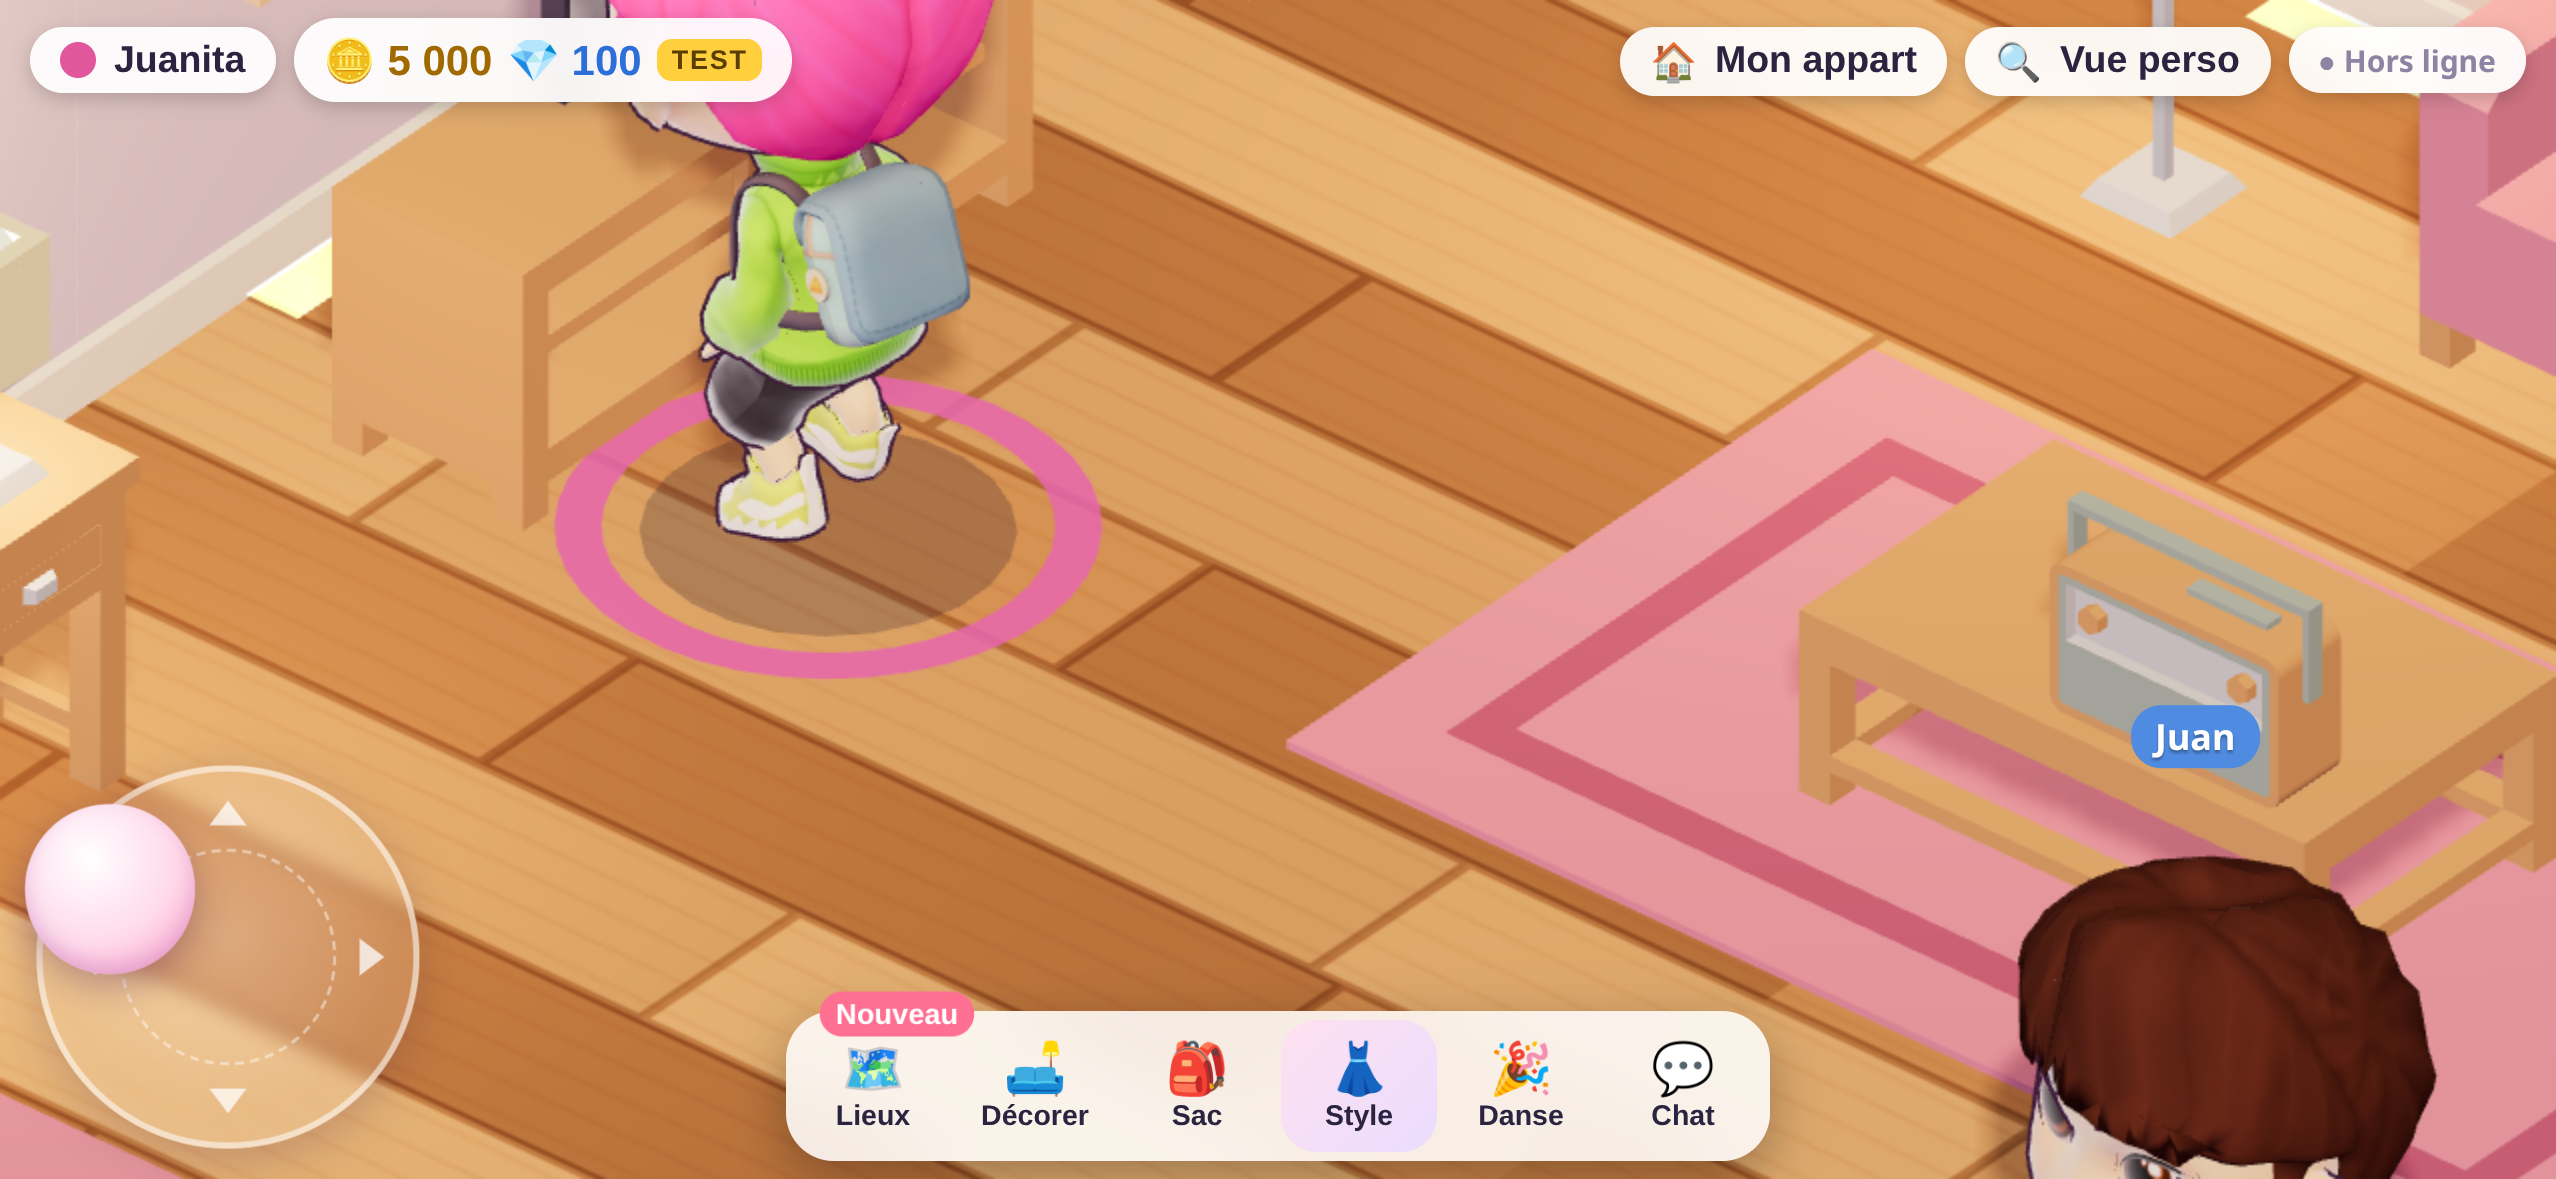 Juanita
5 000 100 TEST
Mon appart
Vue perso
Hors ligne
Juan
Nouveau
Lieux
Décorer
Sac
Style
Danse
Chat